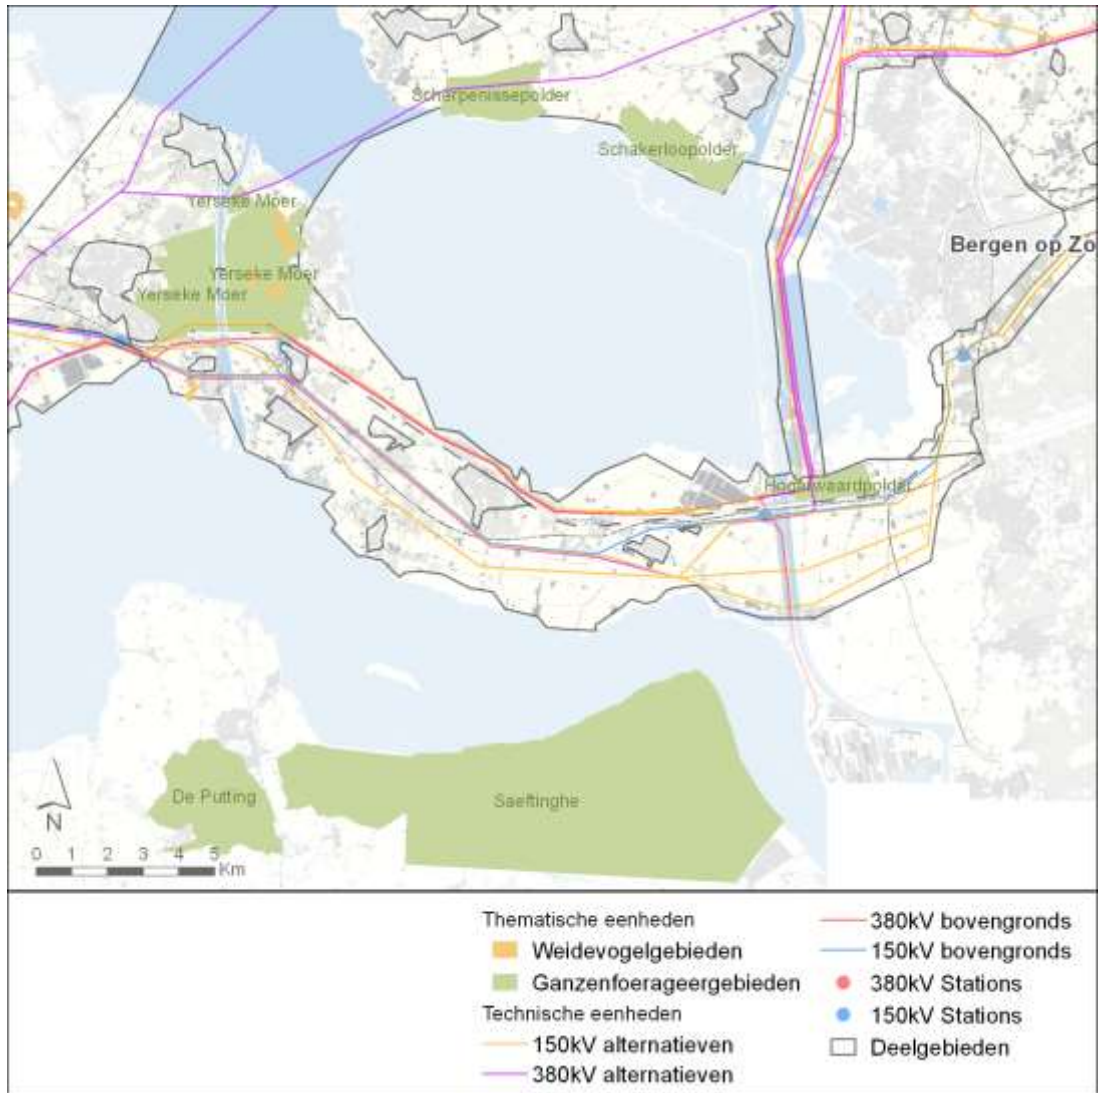 Scherpenissepolder
Schakerloopolder
Yerseke Moer
Yerseke Moer
Yerseke Moer
Bergen op Zo
Hogerwaardpolder
De Putting
Saeftinghe
N
0 1 2 3 4 5
Km
Thematische eenheden
Weidevogelgebieden
Ganzenfoerageergebieden
Technische eenheden
150kV alternatieven
380kV alternatieven
380kV bovengronds
150kV bovengronds
380kV Stations
150kV Stations
Deelgebieden